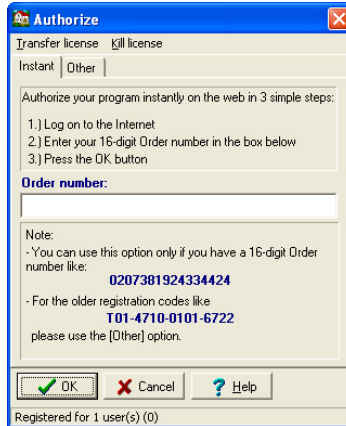 Authorize
Transfer license Kill license
Instant Other
Authorize your program instantly on the web in 3 simple steps:
1.) Log on to the Internet
2.) Enter your 16-digit Order number in the box below
3.) Press the OK button
Order number:
Note:
- You can use this option only if you have a 16-digit Order
number like:
0207381924334424
- For the older registration codes like
T01-4710-0101-6722
please use the [Other] option.
OK Cancel ? Help
Registered for 1 user(s) (0)